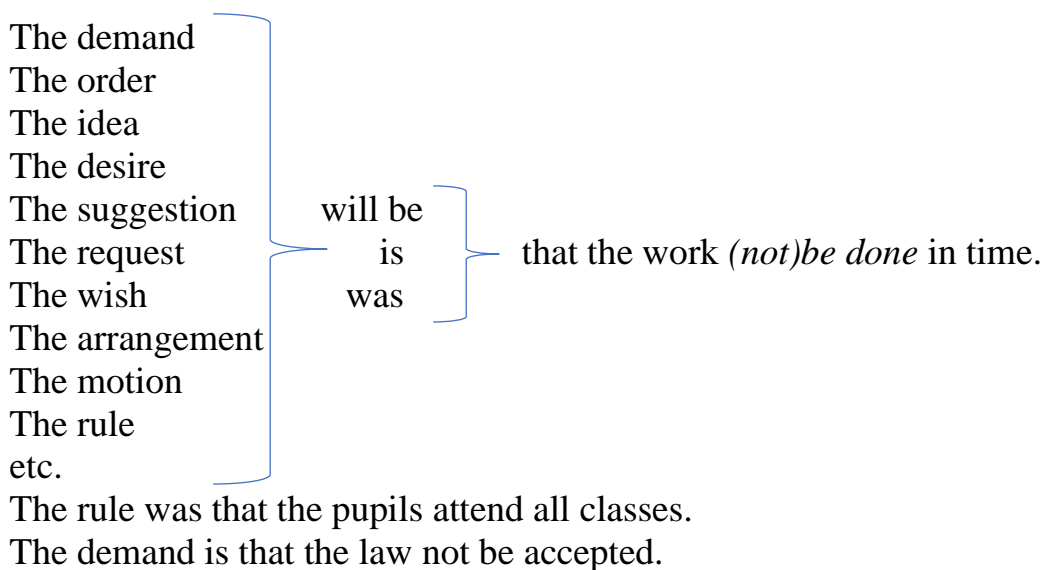 The demand
The order
The idea
The desire
The suggestion will be
The request is that the work (not)be done in time.
The wish was
The arrangement
The motion
The rule
etc.
The rule was that the pupils attend all classes.
The demand is that the law not be accepted.